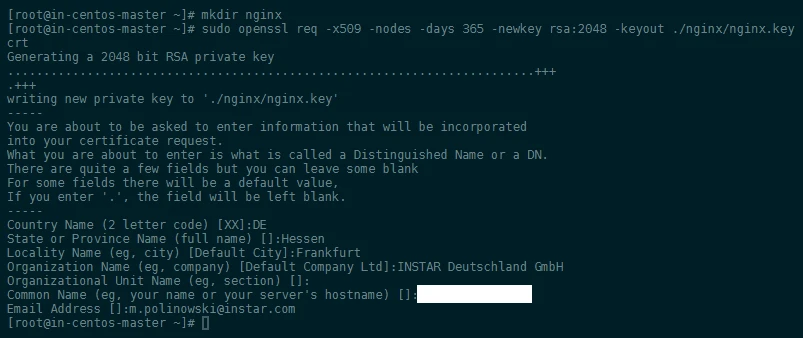 [root@in-centos-master ~]# mkdir nginx
[root@in-centos-master ~]# sudo openssl req -x509 -nodes -days 365 -newkey rsa:2048 -keyout ./nginx/nginx.key
crt
Generating a 2048 bit RSA private key
.........................................................................+++
.+++
writing new private key to './nginx/nginx.key'
-----
You are about to be asked to enter information that will be incorporated
into your certificate request.
What you are about to enter is what is called a Distinguished Name or a DN.
There are quite a few fields but you can leave some blank
For some fields there will be a default value,
If you enter '.', the field will be left blank.
-----
Country Name (2 letter code) [XX]:DE
State or Province Name (full name) []:Hessen
Locality Name (eg, city) [Default City]:Frankfurt
Organization Name (eg, company) [Default Company Ltd]:INSTAR Deutschland GmbH
Organizational Unit Name (eg, section) []:
Common Name (eg, your name or your server's hostname) []:
Email Address []:m.polinowski@instar.com
[root@in-centos-master ~]#